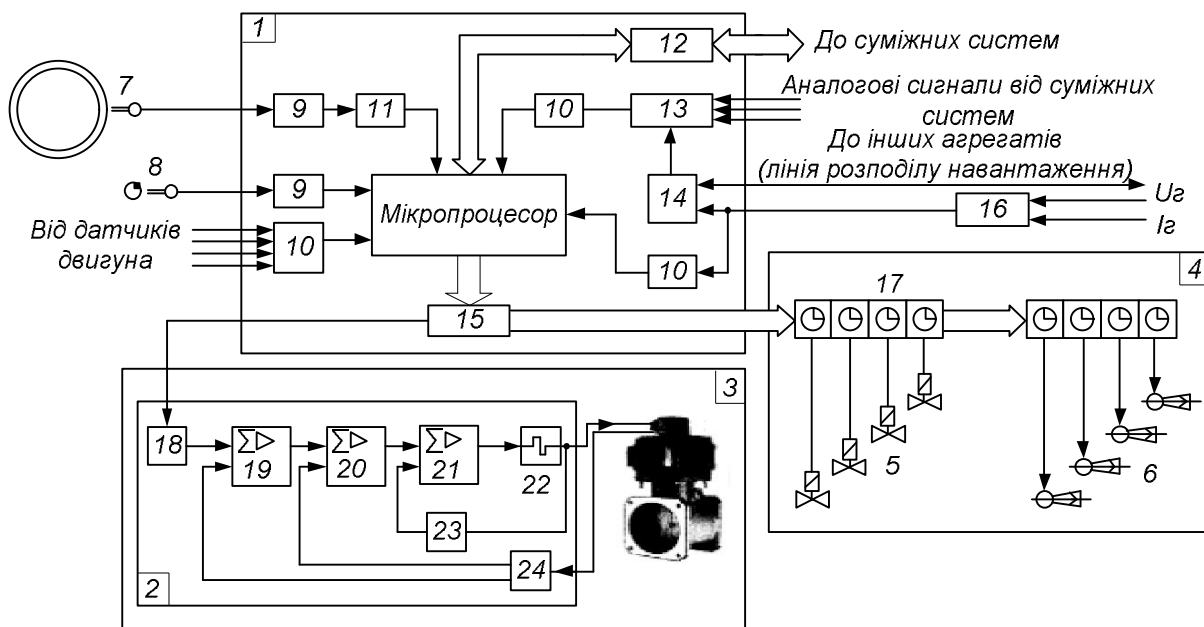 1
7
12
До суміжних систем
Аналогові сигнали від суміжних
систем
9
11
10
13
До інших агрегатів
(лінія розподілу навантаження)
8
9
Мікропроцесор
14
16
Uг
Iг
Від датчиків
двигуна
10
10
15
17
4
3
18
Σ▷
19
Σ▷
20
Σ▷
21
22
5
6
23
24
2